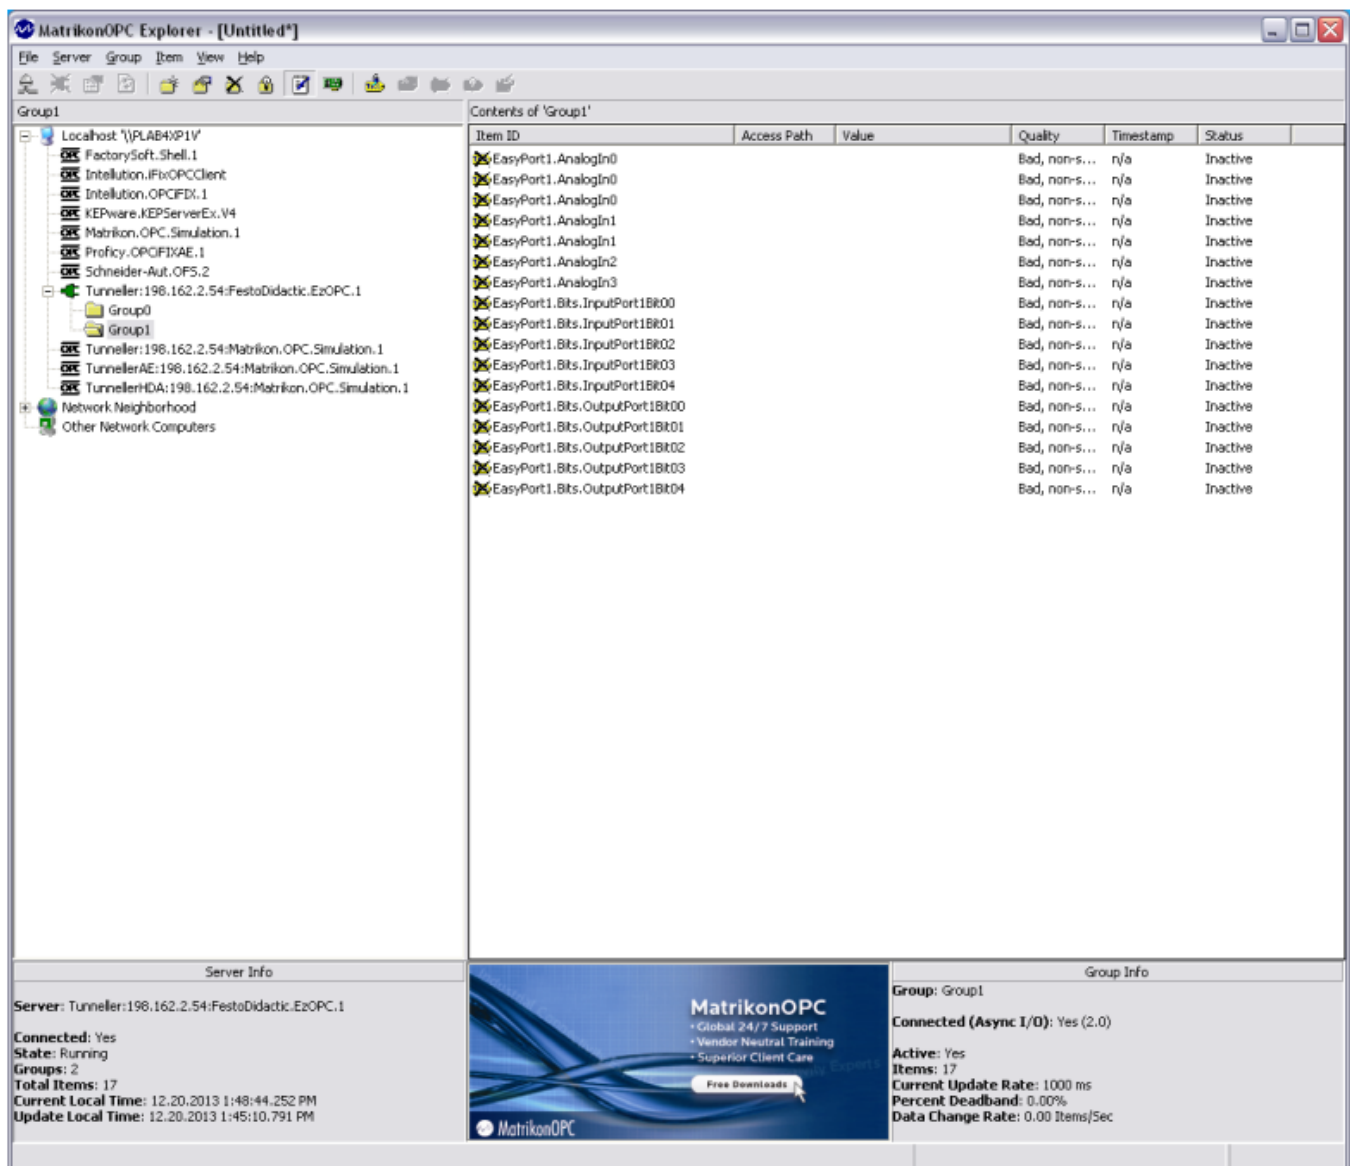 MatrikonOPC Explorer - [Untitled*]
File Server Group Item View Help
Group1
Contents of 'Group1'
Localhost '\\PLAB4XP1V'
FactorySoft.Shell.1
Intellution.iFixOPCClient
Intellution.OPCiFIX.1
KEPware.KEPServerEx.V4
Matrikon.OPC.Simulation.1
Proficy.OPCiFIXAE.1
Schneider-Aut.OFS.2
Tunneller:198.162.2.54:FestoDidactic.EzOPC.1
Group0
Group1
Tunneller:198.162.2.54:Matrikon.OPC.Simulation.1
TunnellerAE:198.162.2.54:Matrikon.OPC.Simulation.1
TunnellerHDA:198.162.2.54:Matrikon.OPC.Simulation.1
Network Neighborhood
Other Network Computers
Item ID Access Path Value Quality Timestamp Status
EasyPort1.AnalogIn0 Bad, non-s... n/a Inactive
EasyPort1.AnalogIn0 Bad, non-s... n/a Inactive
EasyPort1.AnalogIn0 Bad, non-s... n/a Inactive
EasyPort1.AnalogIn1 Bad, non-s... n/a Inactive
EasyPort1.AnalogIn1 Bad, non-s... n/a Inactive
EasyPort1.AnalogIn2 Bad, non-s... n/a Inactive
EasyPort1.AnalogIn3 Bad, non-s... n/a Inactive
EasyPort1.Bits.InputPort1Bit00 Bad, non-s... n/a Inactive
EasyPort1.Bits.InputPort1Bit01 Bad, non-s... n/a Inactive
EasyPort1.Bits.InputPort1Bit02 Bad, non-s... n/a Inactive
EasyPort1.Bits.InputPort1Bit03 Bad, non-s... n/a Inactive
EasyPort1.Bits.InputPort1Bit04 Bad, non-s... n/a Inactive
EasyPort1.Bits.OutputPort1Bit00 Bad, non-s... n/a Inactive
EasyPort1.Bits.OutputPort1Bit01 Bad, non-s... n/a Inactive
EasyPort1.Bits.OutputPort1Bit02 Bad, non-s... n/a Inactive
EasyPort1.Bits.OutputPort1Bit03 Bad, non-s... n/a Inactive
EasyPort1.Bits.OutputPort1Bit04 Bad, non-s... n/a Inactive
Server Info
Server: Tunneller:198.162.2.54:FestoDidactic.EzOPC.1
Connected: Yes
State: Running
Groups: 2
Total Items: 17
Current Local Time: 12.20.2013 1:48:44.252 PM
Update Local Time: 12.20.2013 1:45:10.791 PM
MatrikonOPC
• Global 24/7 Support
• Vendor Neutral Training
• Superior Client Care
Free Downloads
MatrikonOPC
Group Info
Group: Group1
Connected (Async I/O): Yes (2.0)
Active: Yes
Items: 17
Current Update Rate: 1000 ms
Percent Deadband: 0.00%
Data Change Rate: 0.00 Items/Sec